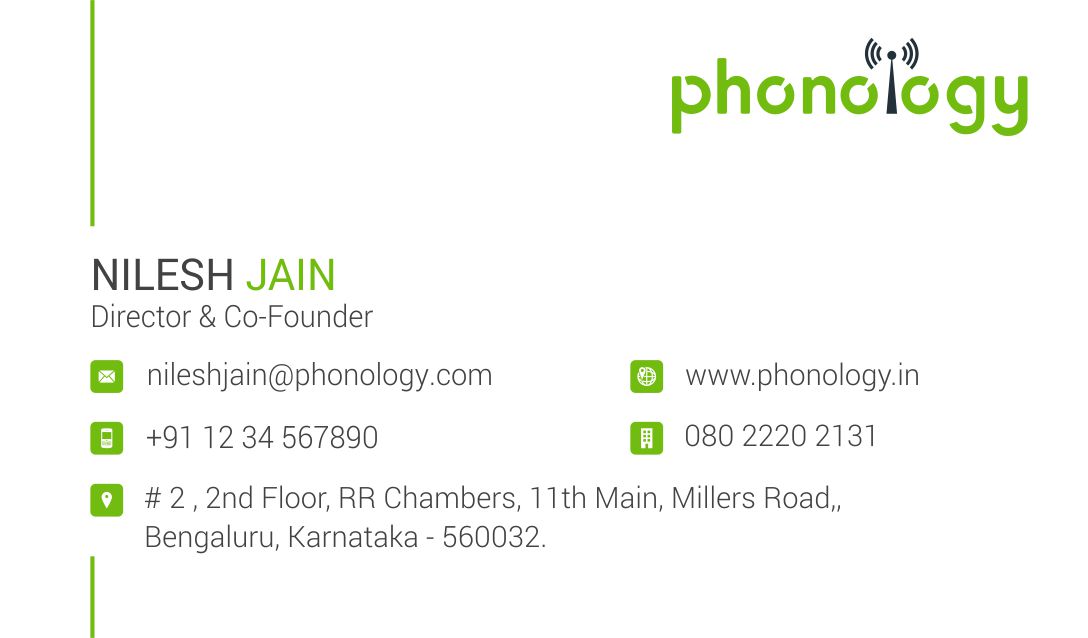 phonology
NILESH JAIN
Director & Co-Founder
nileshjain@phonology.com
www.phonology.in
+91 12 34 567890
080 2220 2131
# 2 , 2nd Floor, RR Chambers, 11th Main, Millers Road,,
Bengaluru, Karnataka - 560032.